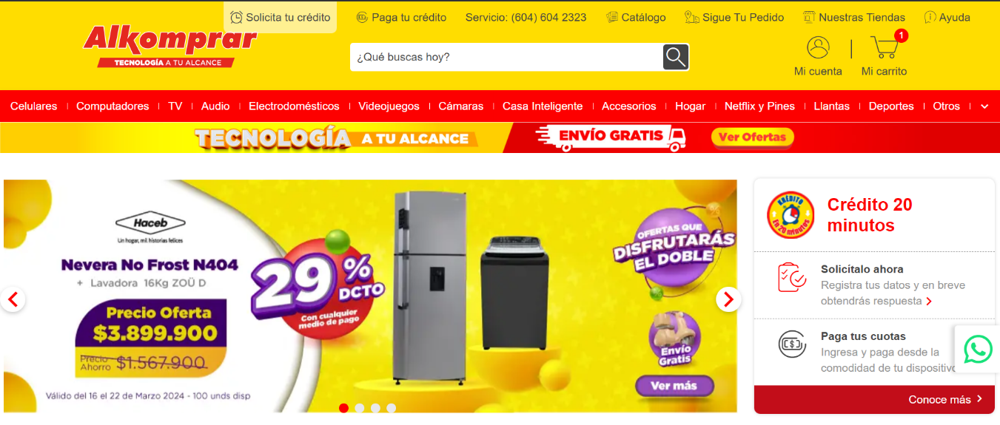 Solicita tu crédito
Paga tu crédito
Servicio: (604) 604 2323
Catálogo
Sigue Tu Pedido
Nuestras Tiendas
Ayuda
Alkomprar
TECNOLOGÍA A TU ALCANCE
¿Qué buscas hoy?
1
Mi cuenta
Mi carrito
Celulares
Computadores
TV
Audio
Electrodomésticos
Videojuegos
Cámaras
Casa Inteligente
Accesorios
Hogar
Netflix y Pines
Llantas
Deportes
Otros
TECNOLOGÍA A TU ALCANCE
ENVÍO GRATIS
Ver Ofertas
Haceb
Un hogar, mil historias felices
Nevera No Frost N404
+ Lavadora 16Kg ZOÜ D
Precio Oferta
$3.899.900
Precio
Ahorro $1.567.900
Válido del 16 el 22 de Marzo 2024 - 100 unds disp
29%
DCTO
Con cualquier
medio de pago
OFERTAS QUE
DISFRUTARÁS
EL DOBLE
Envío
Gratis
Ver más
KRÉDITO
En 20 minutos
Crédito 20
minutos
Solicítalo ahora
Registra tus datos y en breve
obtendrás respuesta
Paga tus cuotas
Ingresa y paga desde la
comodidad de tu dispositivo
Conoce más